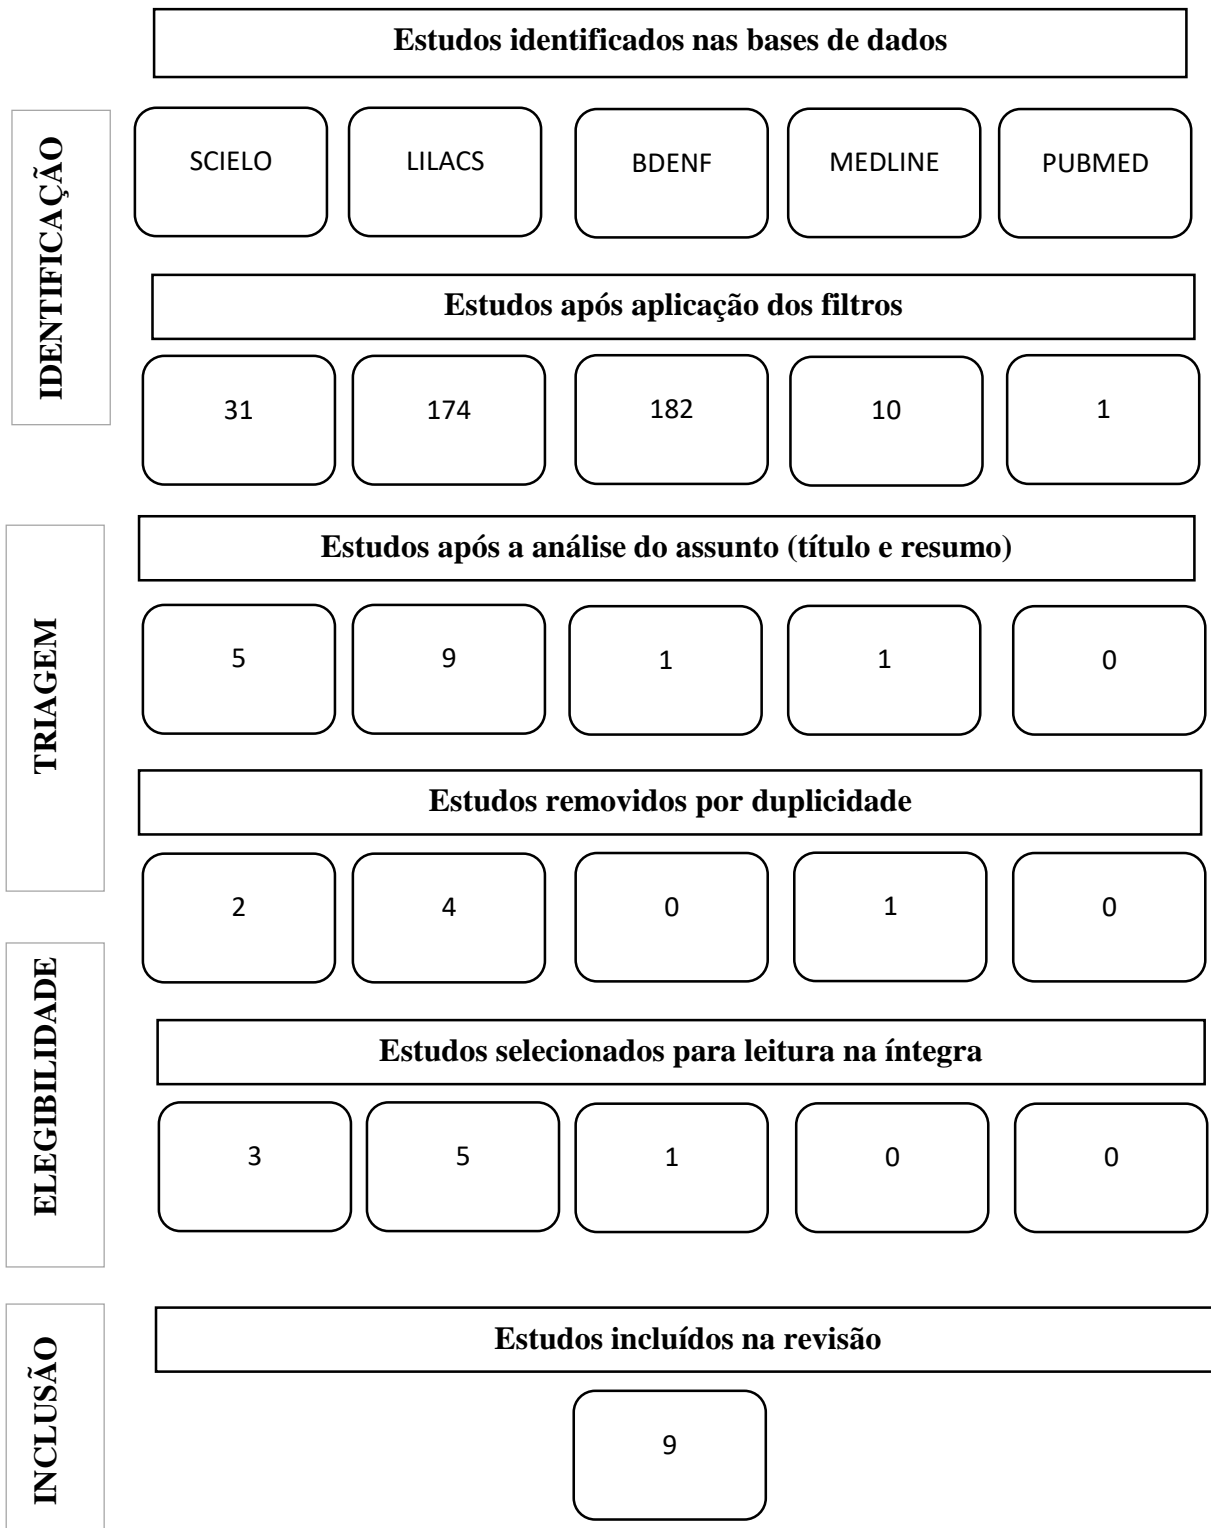 Estudos identificados nas bases de dados
IDENTIFICAÇÃO
SCIELO
LILACS
BDENF
MEDLINE
PUBMED
Estudos após aplicação dos filtros
31
174
182
10
1
TRIAGEM
Estudos após a análise do assunto (título e resumo)
5
9
1
1
0
Estudos removidos por duplicidade
2
4
0
1
0
ELEGIBILIDADE
Estudos selecionados para leitura na íntegra
3
5
1
0
0
INCLUSÃO
Estudos incluídos na revisão
9